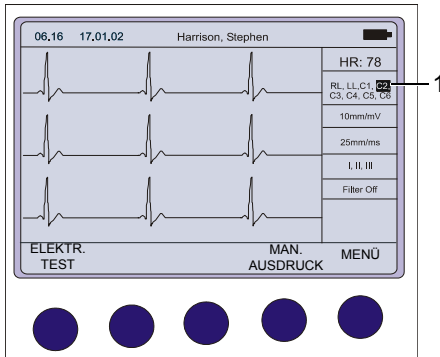 06.16 17.01.02 Harrison, Stephen
HR: 78
RL, LL,C1, C2,
C3, C4, C5, C6
1
10mm/mV
25mm/ms
I, II, III
Filter Off
ELEKTR.
TEST
MAN.
AUSDRUCK
MENÜ